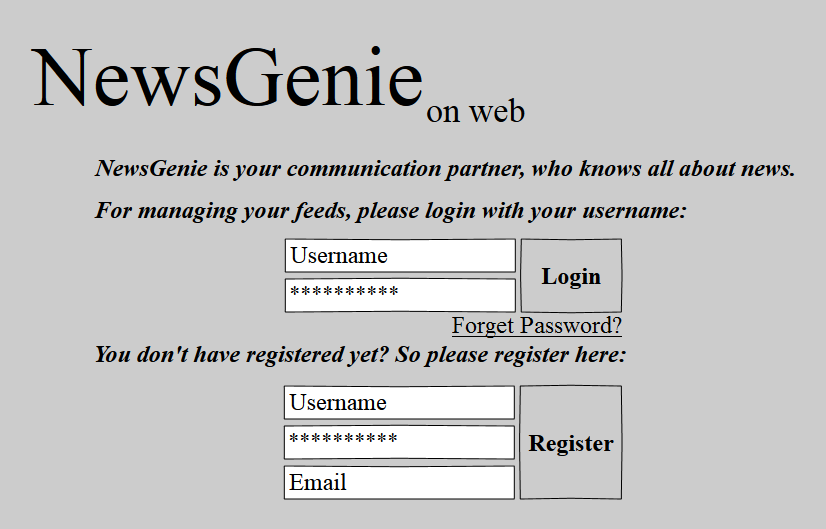 NewsGenie on web
NewsGenie is your communication partner, who knows all about news.
For managing your feeds, please login with your username:
Username
**********
Login
Forget Password?
You don't have registered yet? So please register here:
Username
**********
Email
Register